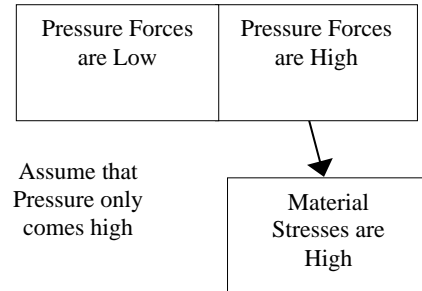 Pressure Forces
are Low
Pressure Forces
are High
Assume that
Pressure only
comes high
Material
Stresses are
High